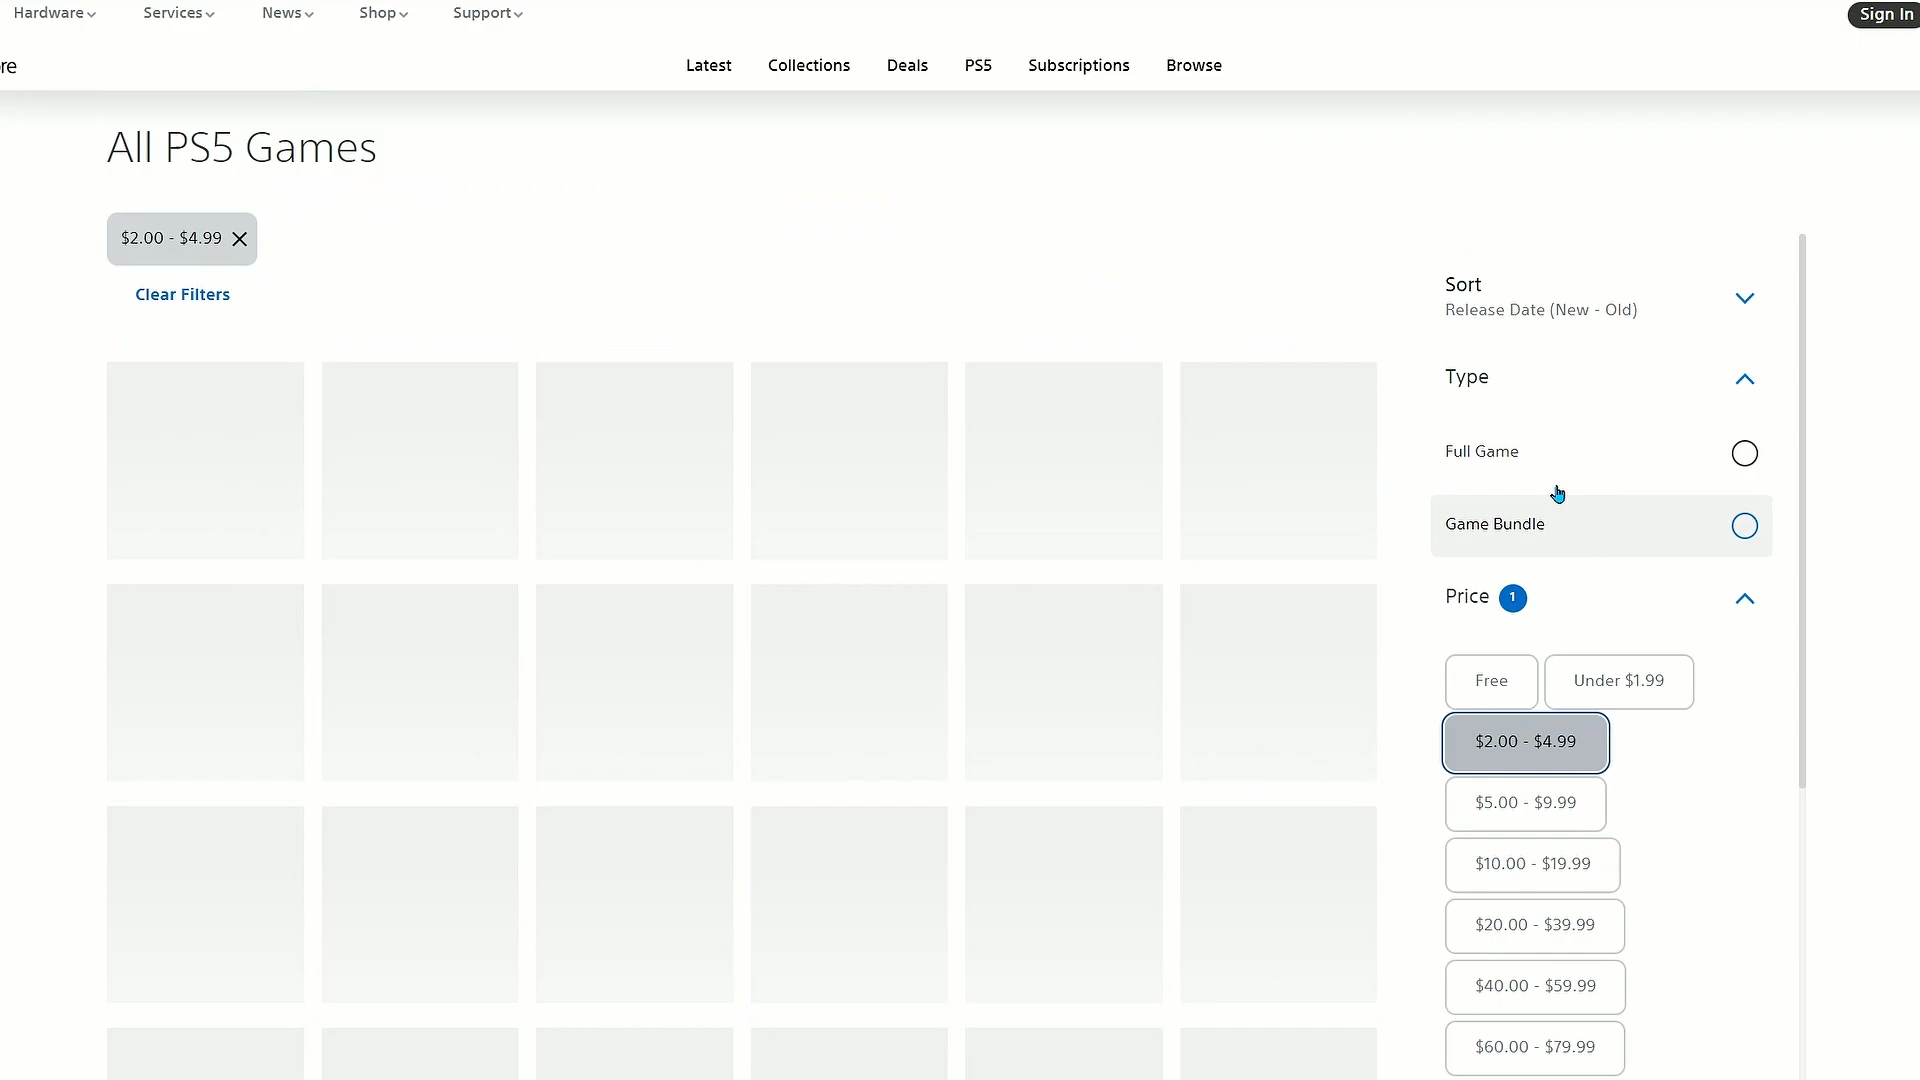 Hardware
Services
News
Shop
Support
Sign In
re
Latest
Collections
Deals
PS5
Subscriptions
Browse
All PS5 Games
$2.00 - $4.99
Clear Filters
Sort
Release Date (New - Old)
Type
Full Game
Game Bundle
Price 1
Free
Under $1.99
$2.00 - $4.99
$5.00 - $9.99
$10.00 - $19.99
$20.00 - $39.99
$40.00 - $59.99
$60.00 - $79.99